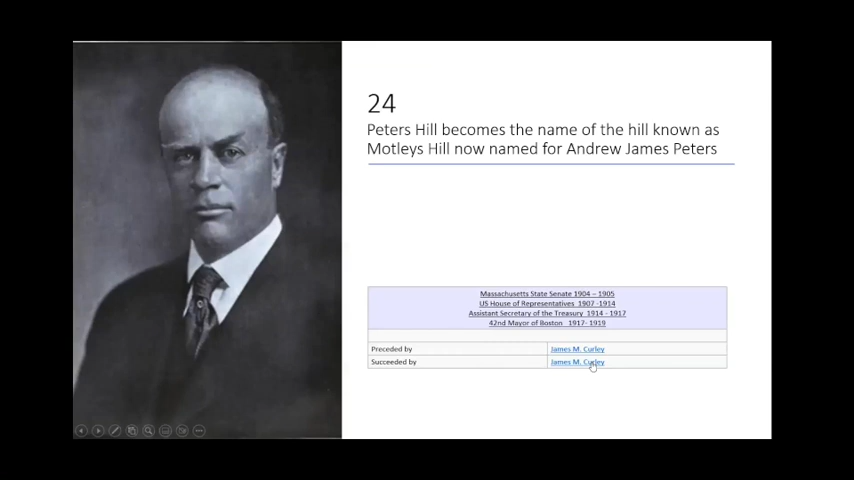 24
Peters Hill becomes the name of the hill known as
Motleys Hill now named for Andrew James Peters
Massachusetts State Senate 1904 – 1905
US House of Representatives 1907 -1914
Assistant Secretary of the Treasury 1914 - 1917
42nd Mayor of Boston 1917- 1919
Preceded by James M. Curley
Succeeded by James M. Curley